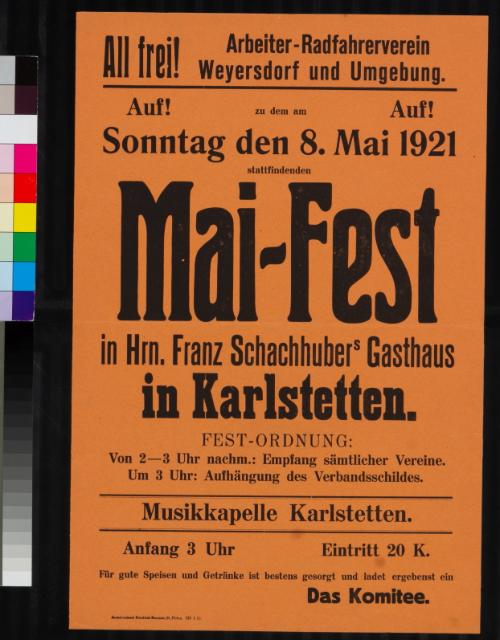 All frei!
Arbeiter-Radfahrerverein
Weyersdorf und Umgebung.
Auf! zu dem am Auf!
Sonntag den 8. Mai 1921
stattfindenden
Mai-Fest
in Hrn. Franz Schachhubers Gasthaus
in Karlstetten.
FEST-ORDNUNG:
Von 2—3 Uhr nachm.: Empfang sämtlicher Vereine.
Um 3 Uhr: Aufhängung des Verbandsschildes.
Musikkapelle Karlstetten.
Anfang 3 Uhr Eintritt 20 K.
Für gute Speisen und Getränke ist bestens gesorgt und ladet ergebenst ein
Das Komitee.